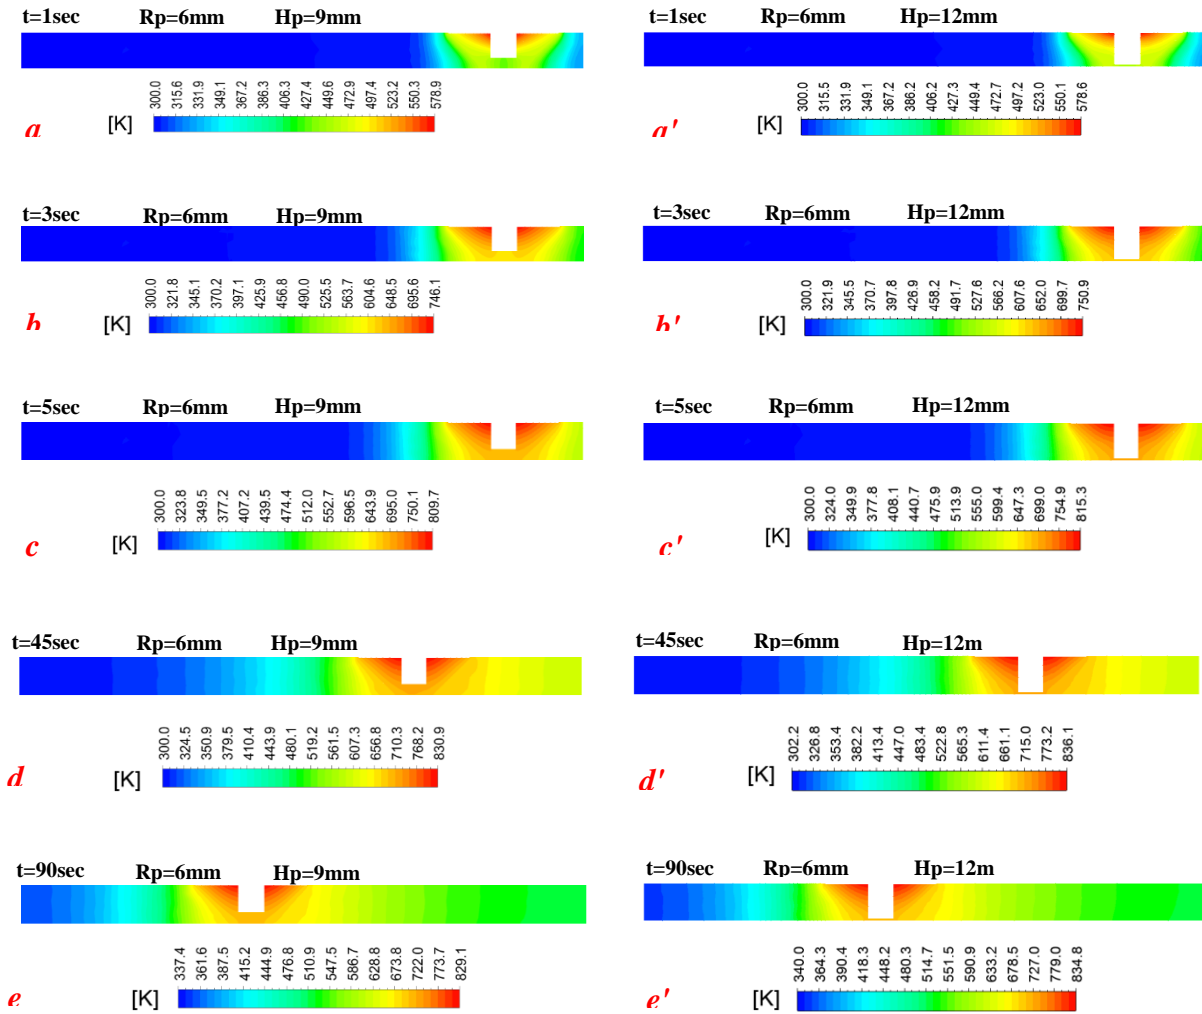 t=1sec Rp=6mm Hp=9mm
300.0 315.6 331.9 349.1 367.2 386.3 406.3 427.4 449.6 472.9 497.4 523.2 550.3 578.9
a [K]
t=1sec Rp=6mm Hp=12mm
300.0 315.5 331.9 349.1 367.2 386.2 406.2 427.3 449.4 472.7 497.2 523.0 550.1 578.6
a' [K]
t=3sec Rp=6mm Hp=9mm
300.0 321.8 345.1 370.2 397.1 425.9 456.8 490.0 525.5 563.7 604.6 648.5 695.6 746.1
b [K]
t=3sec Rp=6mm Hp=12mm
300.0 321.9 345.5 370.7 397.8 426.9 458.2 491.7 527.6 566.2 607.6 652.0 699.7 750.9
b' [K]
t=5sec Rp=6mm Hp=9mm
300.0 323.8 349.5 377.2 407.2 439.5 474.4 512.0 552.7 596.5 643.9 695.0 750.1 809.7
c [K]
t=5sec Rp=6mm Hp=12mm
300.0 324.0 349.9 377.8 408.1 440.7 475.9 513.9 555.0 599.4 647.3 699.0 754.9 815.3
c' [K]
t=45sec Rp=6mm Hp=9mm
300.0 324.5 350.9 379.5 410.4 443.9 480.1 519.2 561.5 607.3 656.8 710.3 768.2 830.9
d [K]
t=45sec Rp=6mm Hp=12m
302.2 326.8 353.4 382.2 413.4 447.0 483.4 522.8 565.3 611.4 661.1 715.0 773.2 836.1
d' [K]
t=90sec Rp=6mm Hp=9mm
337.4 361.6 387.5 415.2 444.9 476.8 510.9 547.5 586.7 628.8 673.8 722.0 773.7 829.1
e [K]
t=90sec Rp=6mm Hp=12m
340.0 364.3 390.4 418.3 448.2 480.3 514.7 551.5 590.9 633.2 678.5 727.0 779.0 834.8
e' [K]